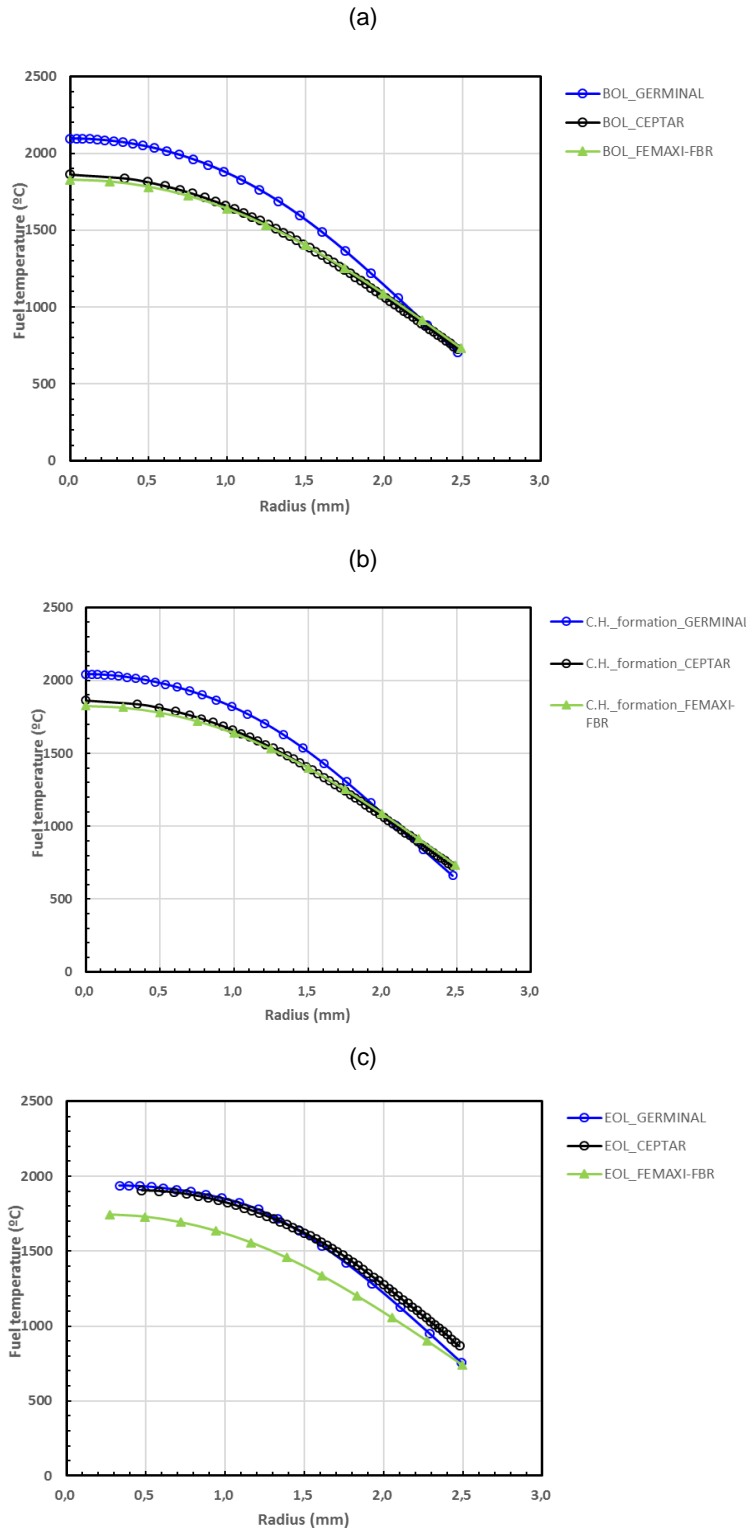 (a)
2500
2000
1500
1000
500
0
Fuel temperature (ºC)
0,0 0,5 1,0 1,5 2,0 2,5 3,0
Radius (mm)
BOL_GERMINAL
BOL_CEPTAR
BOL_FEMAXI-FBR
(b)
2500
2000
1500
1000
500
0
Fuel temperature (ºC)
0,0 0,5 1,0 1,5 2,0 2,5 3,0
Radius (mm)
C.H._formation_GERMINAL
C.H._formation_CEPTAR
C.H._formation_FEMAXI-
FBR
(c)
2500
2000
1500
1000
500
0
Fuel temperature (ºC)
0,0 0,5 1,0 1,5 2,0 2,5 3,0
Radius (mm)
EOL_GERMINAL
EOL_CEPTAR
EOL_FEMAXI-FBR